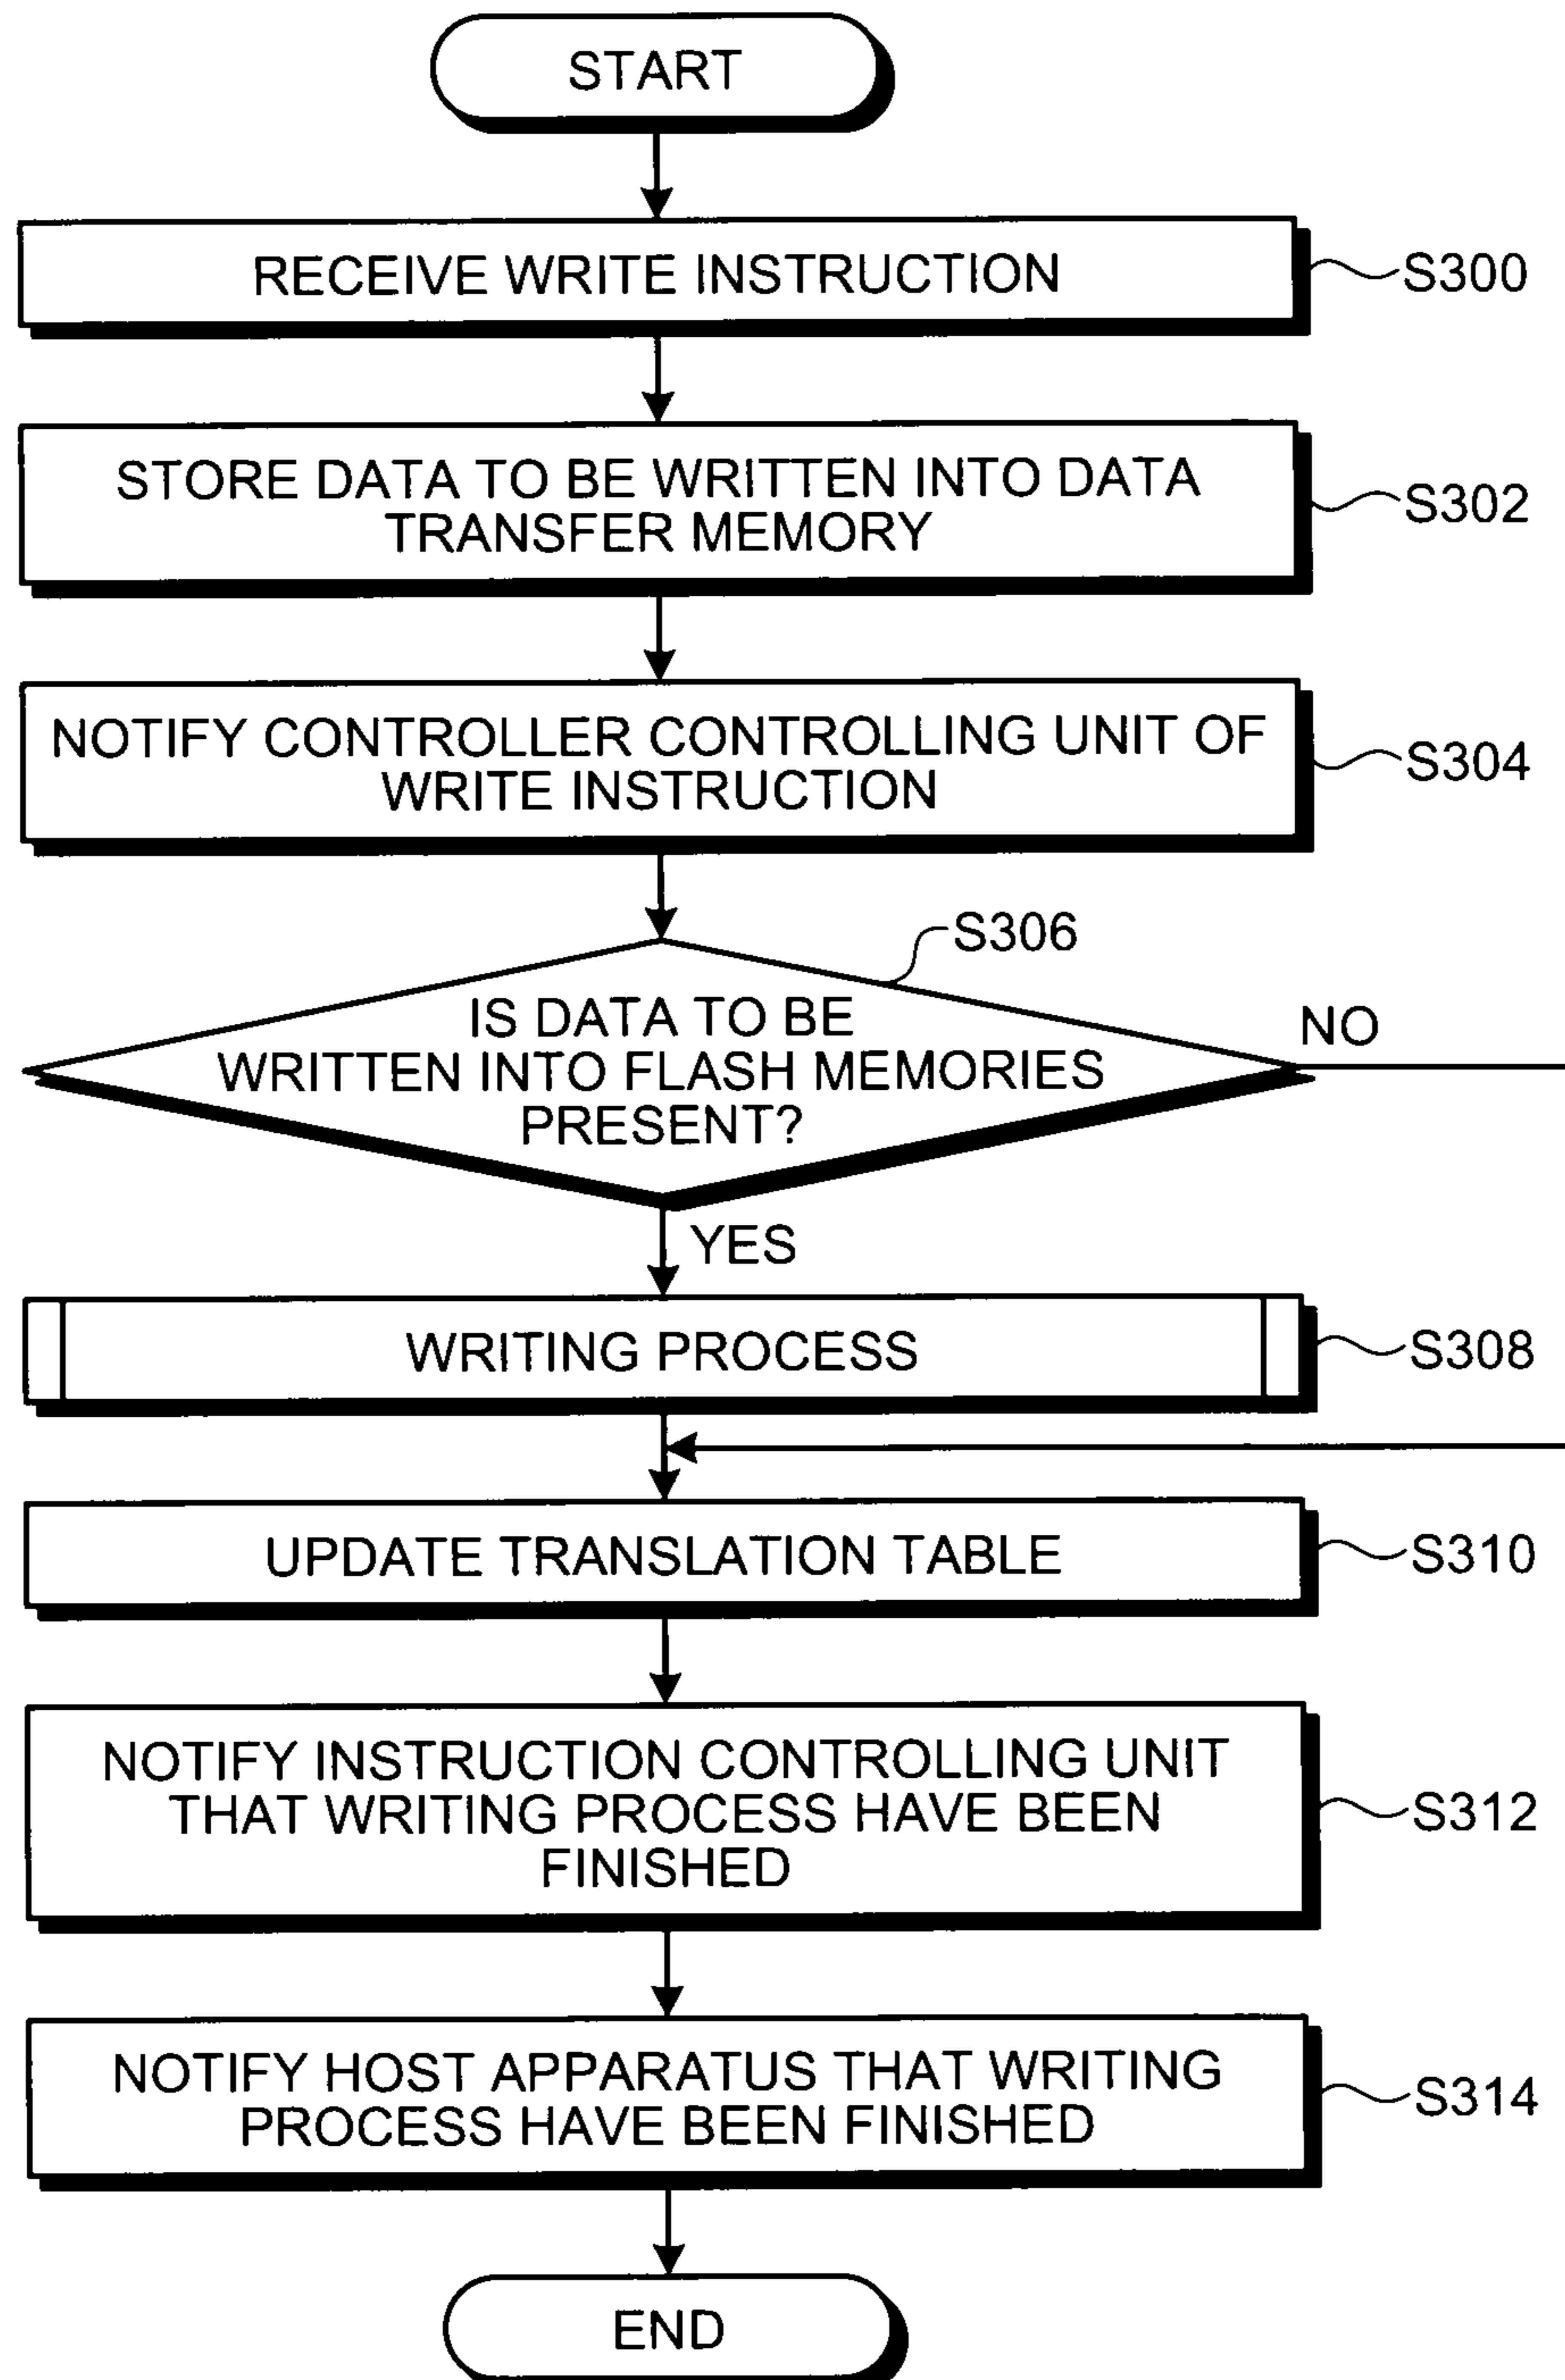 START
RECEIVE WRITE INSTRUCTION
S300
STORE DATA TO BE WRITTEN INTO DATA
TRANSFER MEMORY
S302
NOTIFY CONTROLLER CONTROLLING UNIT OF
WRITE INSTRUCTION
S304
S306
IS DATA TO BE
WRITTEN INTO FLASH MEMORIES
PRESENT?
NO
YES
WRITING PROCESS
S308
UPDATE TRANSLATION TABLE
S310
NOTIFY INSTRUCTION CONTROLLING UNIT
THAT WRITING PROCESS HAVE BEEN
FINISHED
S312
NOTIFY HOST APPARATUS THAT WRITING
PROCESS HAVE BEEN FINISHED
S314
END